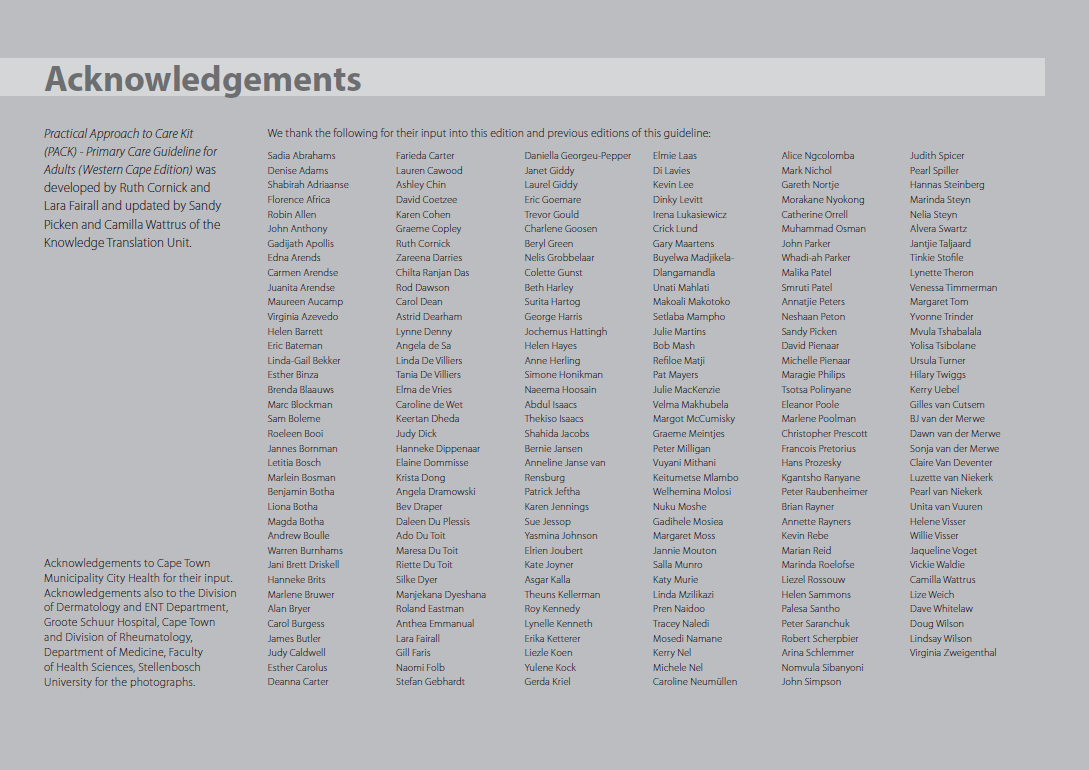 Acknowledgements
Practical Approach to Care Kit
(PACK) - Primary Care Guideline for
Adults (Western Cape Edition) was
developed by Ruth Cornick and
Lara Fairall and updated by Sandy
Picken and Camilla Wattrus of the
Knowledge Translation Unit.
Acknowledgements to Cape Town
Municipality City Health for their input.
Acknowledgements also to the Division
of Dermatology and ENT Department,
Groote Schuur Hospital, Cape Town
and Division of Rheumatology,
Department of Medicine, Faculty
of Health Sciences, Stellenbosch
University for the photographs.
We thank the following for their input into this edition and previous editions of this guideline:
Sadia Abrahams
Denise Adams
Shabirah Adriaanse
Florence Africa
Robin Allen
John Anthony
Gadijath Apollis
Edna Arends
Carmen Arendse
Juanita Arendse
Maureen Aucamp
Virginia Azevedo
Helen Barrett
Eric Bateman
Linda-Gail Bekker
Esther Binza
Brenda Blaauws
Marc Blockman
Sam Boleme
Roeleen Booi
Jannes Bornman
Letitia Bosch
Marlein Bosman
Benjamin Botha
Liona Botha
Magda Botha
Andrew Boulle
Warren Burnhams
Jani Brett Driskell
Hanneke Brits
Marlene Bruwer
Alan Bryer
Carol Burgess
James Butler
Judy Caldwell
Esther Carolus
Deanna Carter
Farieda Carter
Lauren Cawood
Ashley Chin
David Coetzee
Karen Cohen
Graeme Copley
Ruth Cornick
Zareena Darries
Chilta Ranjan Das
Rod Dawson
Carol Dean
Astrid Dearham
Lynne Denny
Angela de Sa
Linda De Villiers
Tania De Villiers
Elma de Vries
Caroline de Wet
Keertan Dheda
Judy Dick
Hanneke Dippenaar
Elaine Dommisse
Krista Dong
Angela Dramowski
Bev Draper
Daleen Du Plessis
Ado Du Toit
Maresa Du Toit
Riette Du Toit
Silke Dyer
Manjekana Dyeshana
Roland Eastman
Anthea Emmanual
Lara Fairall
Gill Faris
Naomi Folb
Stefan Gebhardt
Daniella Georgeu-Pepper
Janet Giddy
Laurel Giddy
Eric Goemare
Trevor Gould
Charlene Goosen
Beryl Green
Nelis Grobbelaar
Colette Gunst
Beth Harley
Surita Hartog
George Harris
Jochemus Hattingh
Helen Hayes
Anne Herling
Simone Honikman
Naeema Hoosain
Abdul Isaacs
Thekiso Isaacs
Shahida Jacobs
Bernie Jansen
Anneline Janse van
Rensburg
Patrick Jeftha
Karen Jennings
Sue Jessop
Yasmina Johnson
Elrien Joubert
Kate Joyner
Asgar Kalla
Theuns Kellerman
Roy Kennedy
Lynelle Kenneth
Erika Ketterer
Liezle Koen
Yulene Kock
Gerda Kriel
Elmie Laas
Di Lavies
Kevin Lee
Dinky Levitt
Irena Lukasiewicz
Crick Lund
Gary Maartens
Buyelwa Madjikela-
Dlangamandla
Unati Mahlati
Makoali Makotoko
Setlaba Mampho
Julie Martins
Bob Mash
Refiloe Matji
Pat Mayers
Julie MacKenzie
Velma Makhubela
Margot McCumisky
Graeme Meintjes
Peter Milligan
Vuyani Mithani
Keitumetse Mlambo
Welhemina Molosi
Nuku Moshe
Gadihele Mosiea
Margaret Moss
Jannie Mouton
Salla Munro
Katy Murie
Linda Mzilikazi
Pren Naidoo
Tracey Naledi
Mosedi Namane
Kerry Nel
Michele Nel
Caroline Neumüllen
Alice Ngcolomba
Mark Nichol
Gareth Nortje
Morakane Nyokong
Catherine Orrell
Muhammad Osman
John Parker
Whadi-ah Parker
Malika Patel
Smruti Patel
Annatjie Peters
Neshaan Peton
Sandy Picken
David Pienaar
Michelle Pienaar
Maragie Philips
Tsotsa Polinyane
Eleanor Poole
Marlene Poolman
Christopher Prescott
Francois Pretorius
Hans Prozesky
Kgantsho Ranyane
Peter Raubenheimer
Brian Rayner
Annette Rayners
Kevin Rebe
Marian Reid
Marinda Roelofse
Liezel Rossouw
Helen Sammons
Palesa Santho
Peter Saranchuk
Robert Scherpbier
Arina Schlemmer
Nomvula Sibanyoni
John Simpson
Judith Spicer
Pearl Spiller
Hannas Steinberg
Marinda Steyn
Nelia Steyn
Alvera Swartz
Jantjie Taljaard
Tinkie Stofile
Lynette Theron
Venessa Timmerman
Margaret Tom
Yvonne Trinder
Mvula Tshabalala
Yolisa Tsibolane
Ursula Turner
Hilary Twiggs
Kerry Uebel
Gilles van Cutsem
BJ van der Merwe
Dawn van der Merwe
Sonja van der Merwe
Claire Van Deventer
Luzette van Niekerk
Pearl van Niekerk
Unita van Vuuren
Helene Visser
Willie Visser
Jaqueline Voget
Vickie Waldie
Camilla Wattrus
Lize Weich
Dave Whitelaw
Doug Wilson
Lindsay Wilson
Virginia Zweigenthal